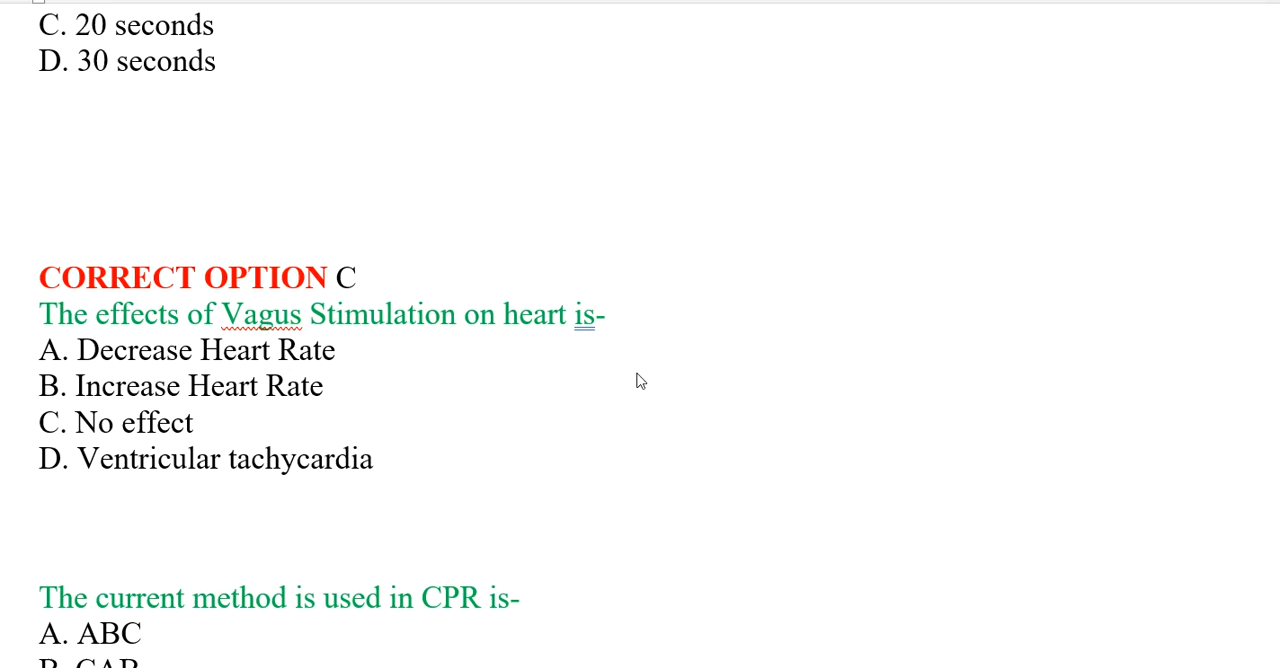 C. 20 seconds
D. 30 seconds
CORRECT OPTION C
The effects of Vagus Stimulation on heart is-
A. Decrease Heart Rate
B. Increase Heart Rate
C. No effect
D. Ventricular tachycardia
The current method is used in CPR is-
A. ABC
B. CAB